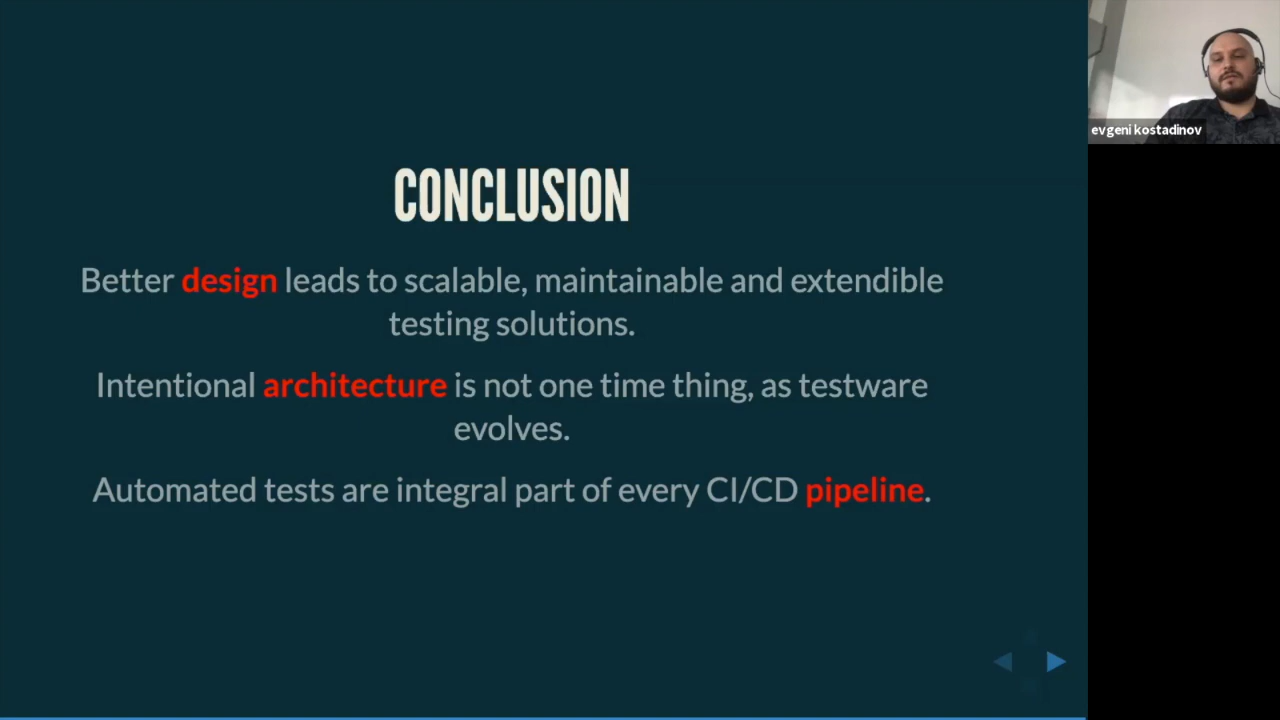 CONCLUSION
Better design leads to scalable, maintainable and extendible
testing solutions.
Intentional architecture is not one time thing, as testware
evolves.
Automated tests are integral part of every CI/CD pipeline.
evgeni kostadinov